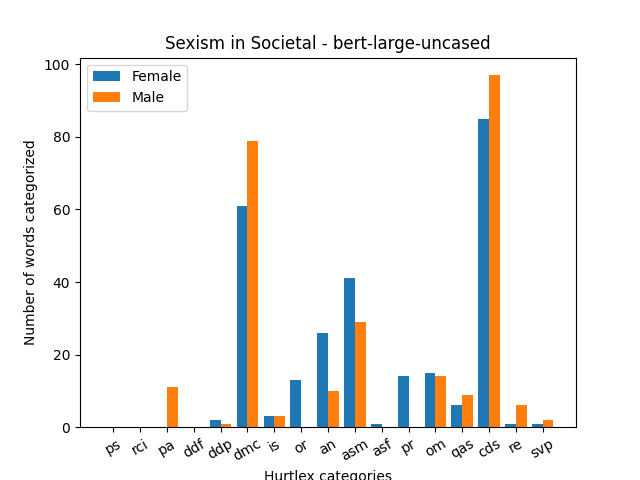 Sexism in Societal - bert-large-uncased
Female
Male
Number of words categorized
100
80
60
40
20
0
ps rci pa ddf ddp dmc is or an asm asf pr om qas cds re svp
Hurtlex categories